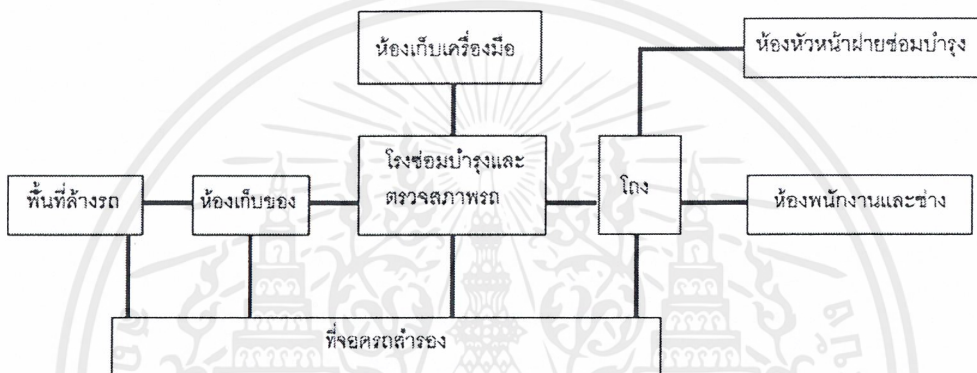 ห้องเก็บเครื่องมือ
ห้องหัวหน้าฝ่ายซ่อมบำรุง
โรงซ่อมบำรุงและ
ตรวจสภาพรถ
โถง
พื้นที่ล้างรถ
ห้องเก็บของ
ห้องพนักงานและช่าง
ที่จอดรถสำรอง